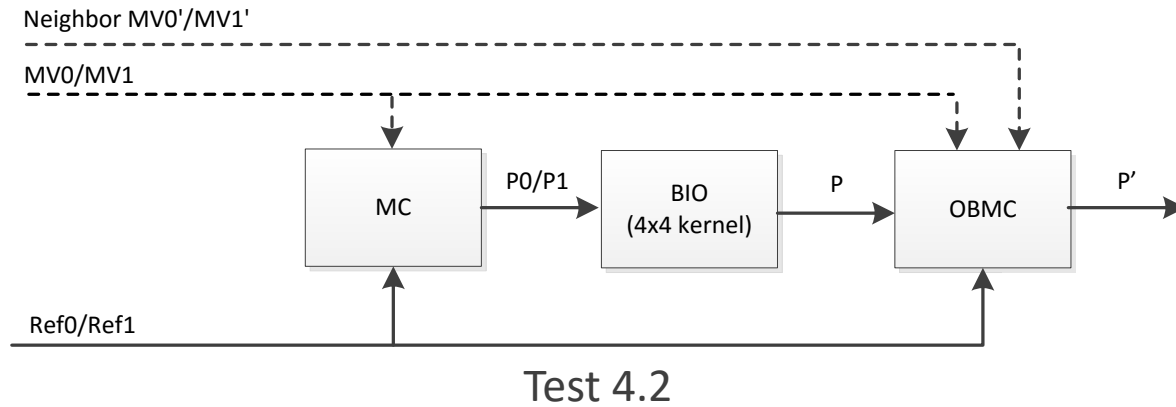 Neighbor MV0'/MV1'
MV0/MV1
MC
P0/P1
BIO
(4x4 kernel)
P
OBMC
P’
Ref0/Ref1
Test 4.2